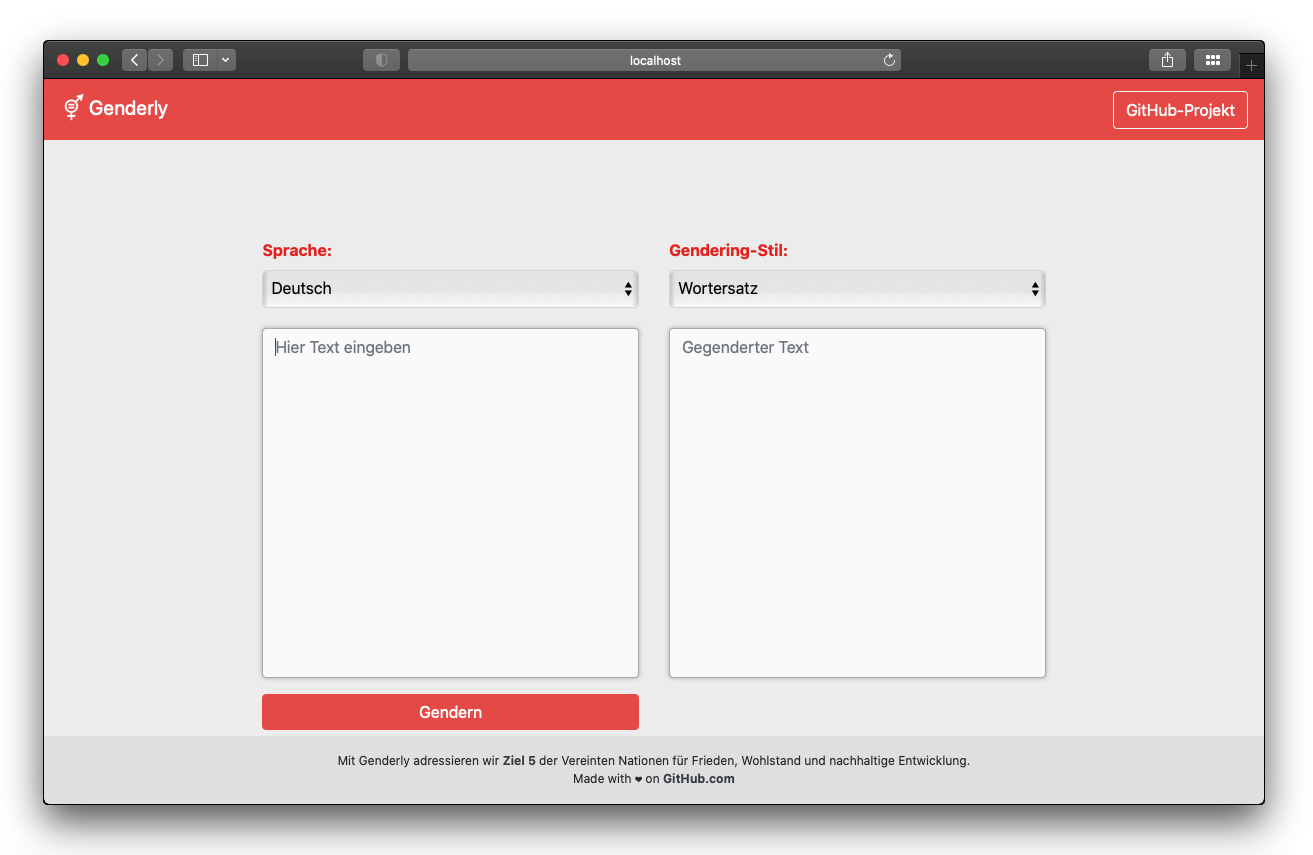 localhost
Genderly
GitHub-Projekt
Sprache:
Gendering-Stil:
Deutsch
Wortersatz
Hier Text eingeben
Gegenderter Text
Gendern
Mit Genderly adressieren wir Ziel 5 der Vereinten Nationen für Frieden, Wohlstand und nachhaltige Entwicklung.
Made with ❤ on GitHub.com